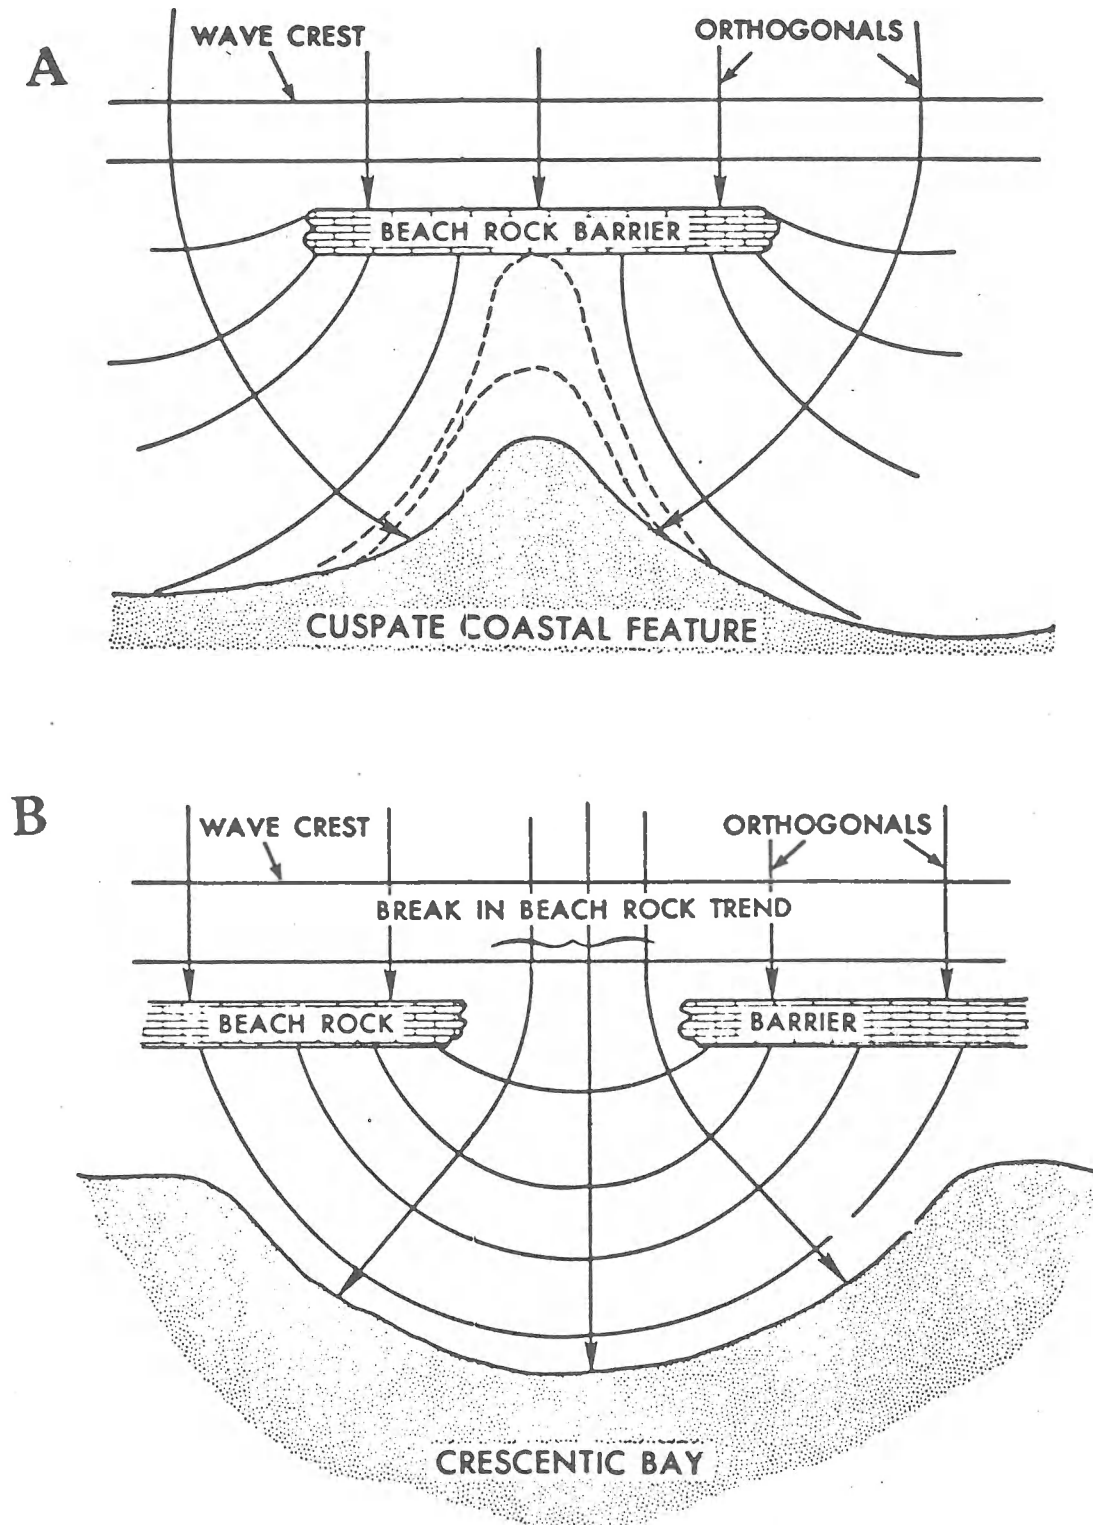 A
WAVE CREST
ORTHOGONALS
BEACH ROCK BARRIER
CUSPATE COASTAL FEATURE
B
WAVE CREST
ORTHOGONALS
BREAK IN BEACH ROCK TREND
BEACH ROCK
BARRIER
CRESCENTIC BAY